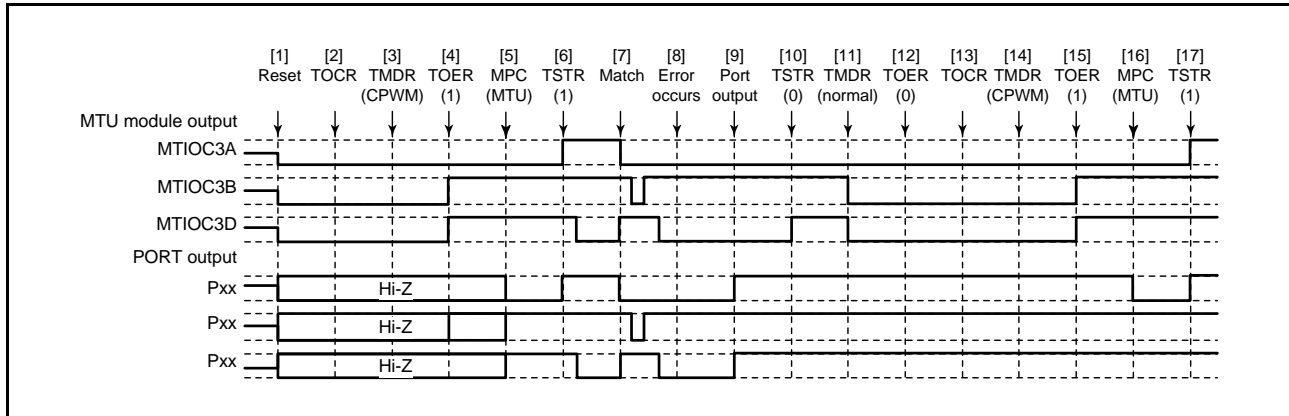 [1] [2] [3] [4] [5] [6] [7] [8] [9] [10] [11] [12] [13] [14] [15] [16] [17]
Reset TOCR TMDR TOER MPC TSTR Match Error Port TSTR TMDR TOER TOCR TMDR TOER MPC TSTR
(CPWM) (1) (MTU) (1) occurs output (0) (normal) (0) (CPWM) (1) (MTU) (1)
MTU module output
MTIOC3A
MTIOC3B
MTIOC3D
PORT output
Pxx Hi-Z
Pxx Hi-Z
Pxx Hi-Z